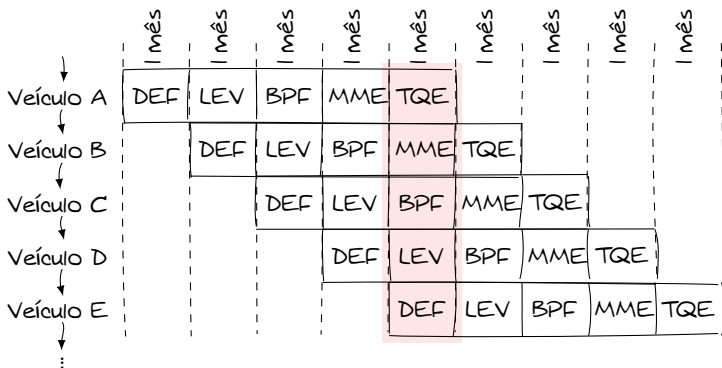 1 mês 1 mês 1 mês 1 mês 1 mês 1 mês 1 mês 1 mês 1 mês
Veículo A DEF LEV BPF MME TQE
Veículo B DEF LEV BPF MME TQE
Veículo C DEF LEV BPF MME TQE
Veículo D DEF LEV BPF MME TQE
Veículo E DEF LEV BPF MME TQE
...